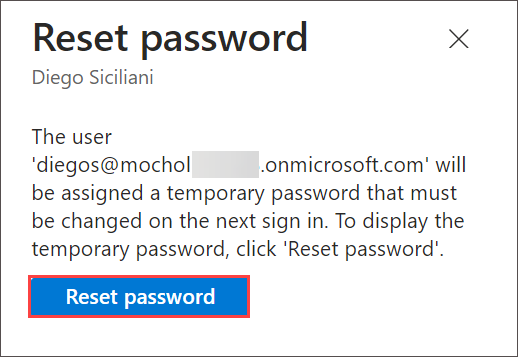 Reset password
Diego Siciliani
The user
'diegos@mochol .onmicrosoft.com' will
be assigned a temporary password that must
be changed on the next sign in. To display the
temporary password, click 'Reset password'.
Reset password